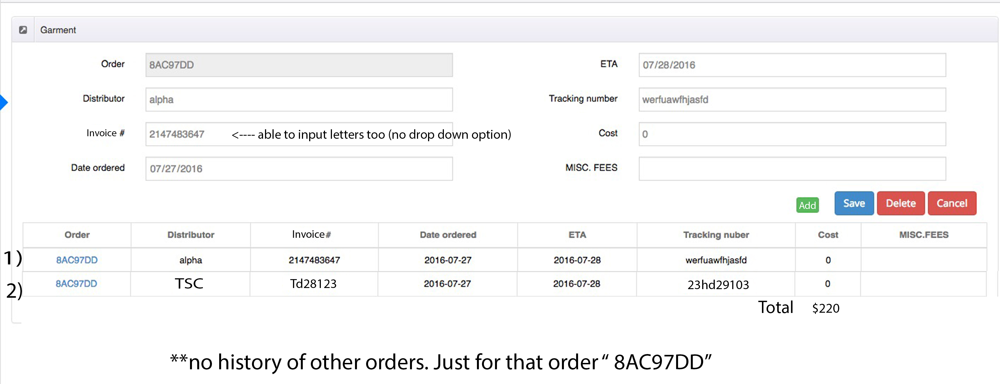 Garment
Order 8AC97DD ETA 07/28/2016
Distributor alpha Tracking number werfuawfhjasfd
Invoice # 2147483647 <---- able to input letters too (no drop down option) Cost 0
Date ordered 07/27/2016 MISC. FEES
Add Save Delete Cancel
Order Distributor Invoice# Date ordered ETA Tracking nuber Cost MISC.FEES
1) 8AC97DD alpha 2147483647 2016-07-27 2016-07-28 werfuawfhjasfd 0
2) 8AC97DD TSC Td28123 2016-07-27 2016-07-28 23hd29103 0
Total $220
**no history of other orders. Just for that order “ 8AC97DD”